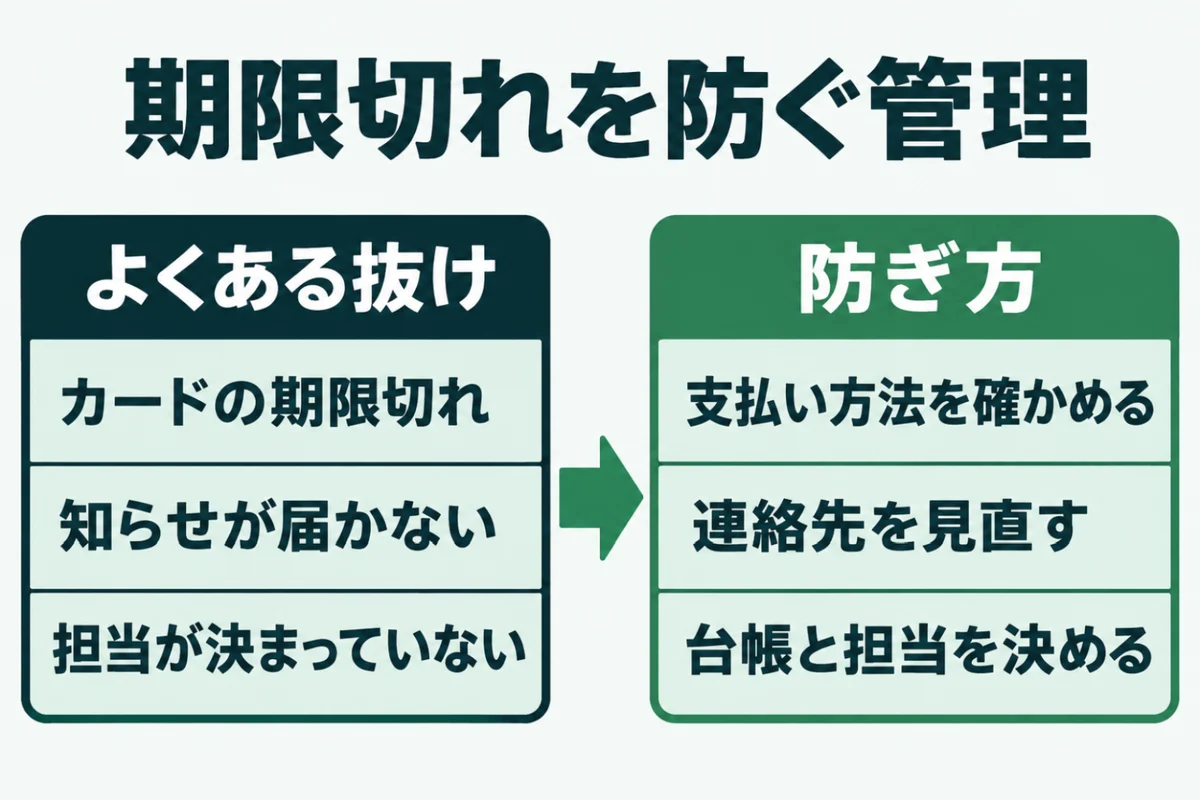 期限切れを防ぐ管理
よくある抜け
カードの期限切れ
知らせが届かない
担当が決まっていない
防ぎ方
支払い方法を確かめる
連絡先を見直す
台帳と担当を決める